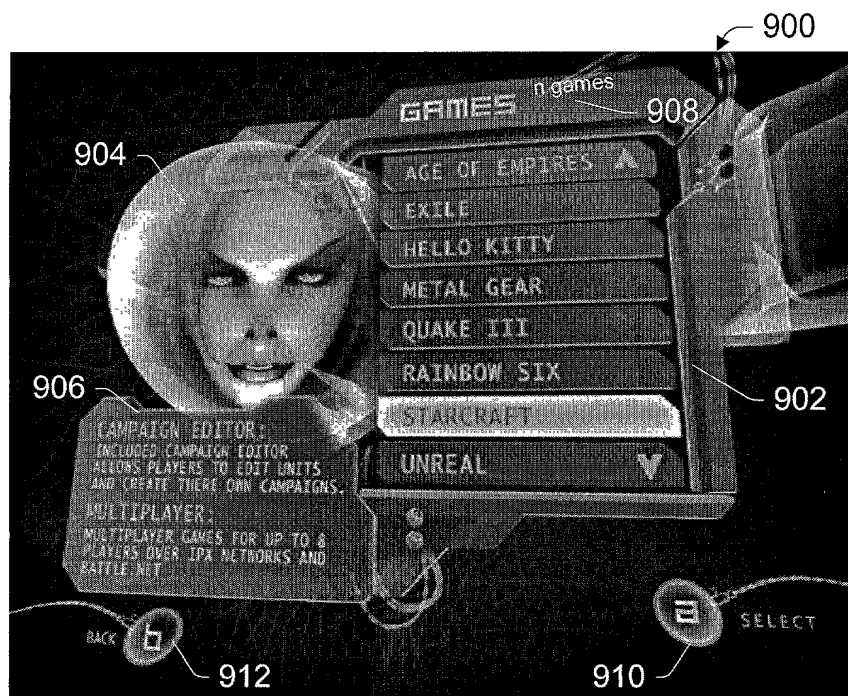 900
GAMES n games
908
904
AGE OF EMPIRES
EXILE
HELLO KITTY
METAL GEAR
QUAKE III
RAINBOW SIX
902
STARCRAFT
UNREAL
906
CAMPAIGN EDITOR:
INCLUDED CAMPAIGN EDITOR
ALLOWS PLAYERS TO EDIT UNITS
AND CREATE THERE OWN CAMPAIGNS.
MULTIPLAYER:
MULTIPLAYER GAMES FOR UP TO 8
PLAYERS OVER IPX NETWORKS AND
BATTLE.NET
BACK b
912
a SELECT
910